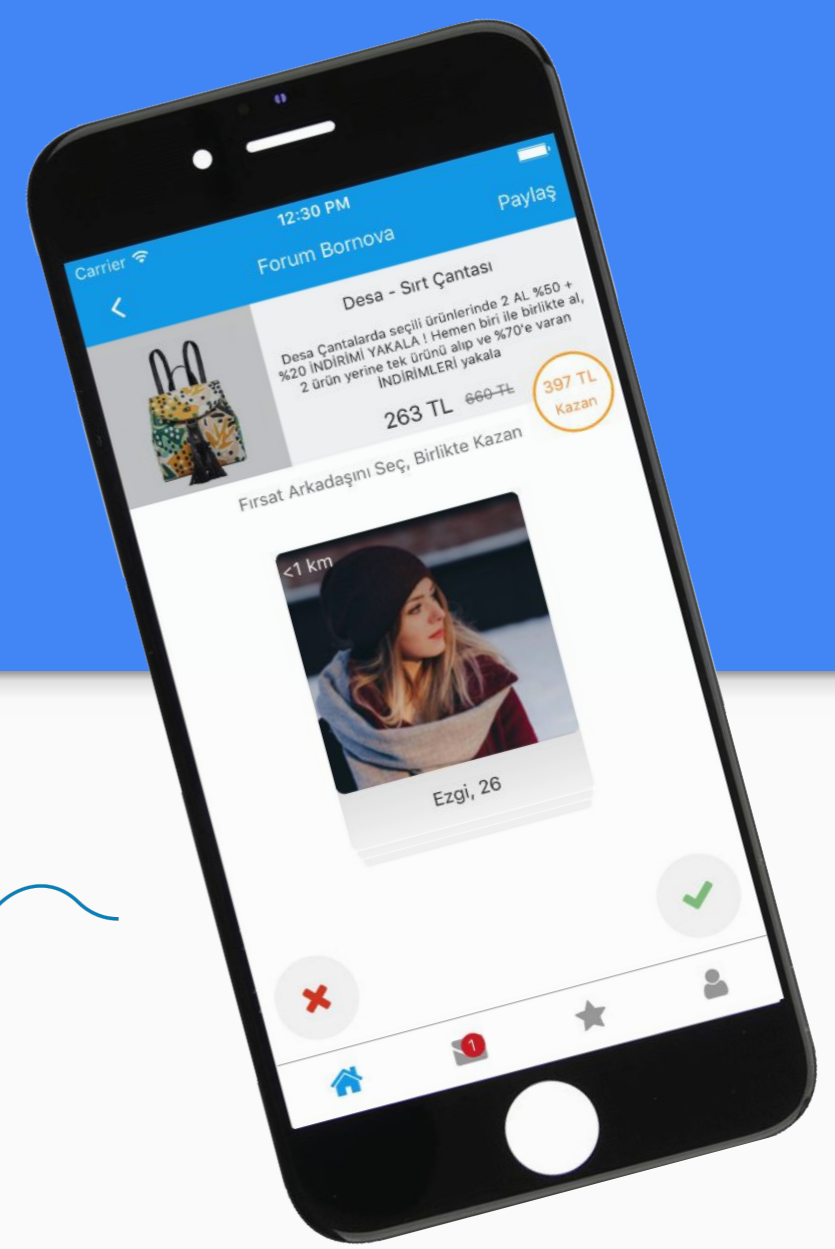 12:30 PM
Carrier
Forum Bornova
Paylaş
Desa - Sırt Çantası
Desa Çantalarda seçili ürünlerinde 2 AL %50 +
%20 İNDİRİMİ YAKALA ! Hemen biri ile birlikte al,
2 ürün yerine tek ürünü alıp ve %70'e varan
İNDİRİMLERİ yakala
263 TL 660 TL
397 TL
Kazan
Fırsat Arkadaşını Seç, Birlikte Kazan
<1 km
Ezgi, 26
1